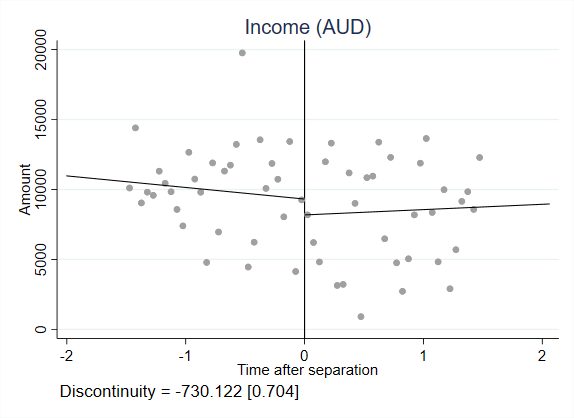 Income (AUD)
20000
15000
10000
5000
0
Amount
-2 -1 0 1 2
Time after separation
Discontinuity = -730.122 [0.704]